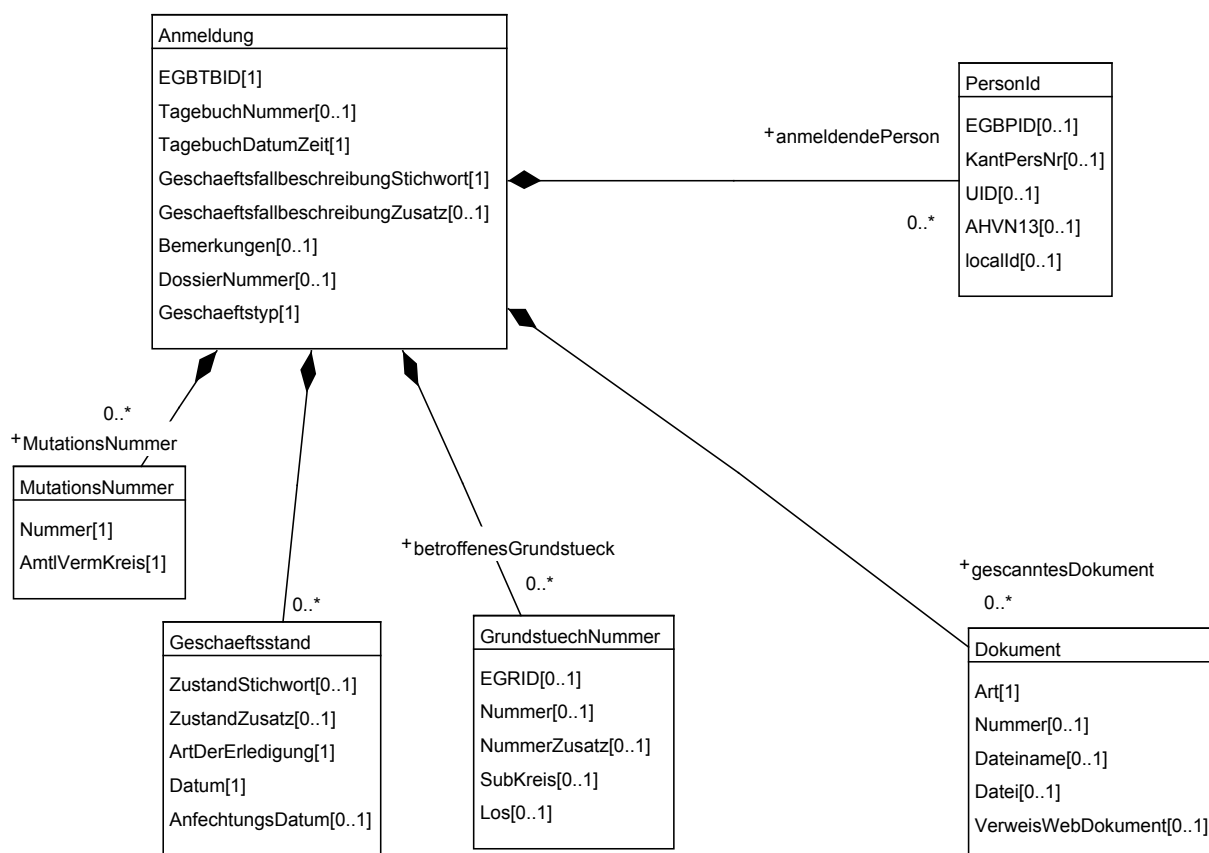 Anmeldung
EGBTBID[1]
TagebuchNummer[0..1]
TagebuchDatumZeit[1]
GeschaeftsfallbeschreibungStichwort[1]
GeschaeftsfallbeschreibungZusatz[0..1]
Bemerkungen[0..1]
DossierNummer[0..1]
Geschaeftstyp[1]
+anmeldendePerson
0..*
PersonId
EGBPID[0..1]
KantPersNr[0..1]
UID[0..1]
AHVN13[0..1]
localId[0..1]
0..*
+MutationsNummer
MutationsNummer
Nummer[1]
AmtlVermKreis[1]
0..*
Geschaeftsstand
ZustandStichwort[0..1]
ZustandZusatz[0..1]
ArtDerErledigung[1]
Datum[1]
AnfechtungsDatum[0..1]
+betroffenesGrundstueck
0..*
GrundstuechNummer
EGRID[0..1]
Nummer[0..1]
NummerZusatz[0..1]
SubKreis[0..1]
Los[0..1]
+gescanntesDokument
0..*
Dokument
Art[1]
Nummer[0..1]
Dateiname[0..1]
Datei[0..1]
VerweisWebDokument[0..1]